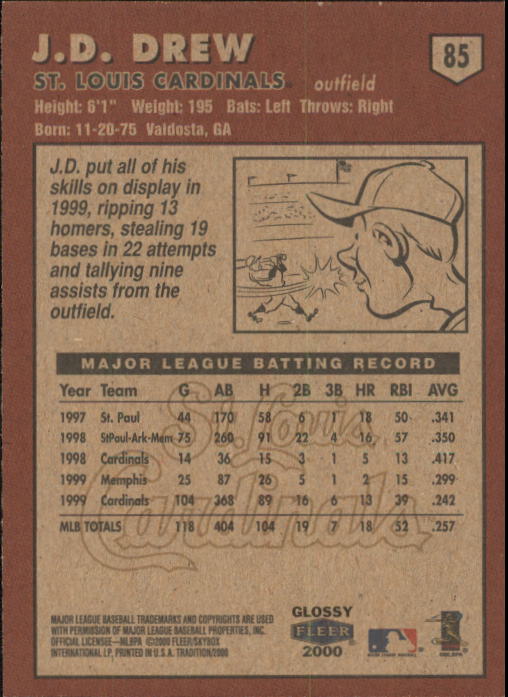 J.D. DREW
85
ST. LOUIS CARDINALS outfield
Height: 6'1" Weight: 195 Bats: Left Throws: Right
Born: 11-20-75 Valdosta, GA
J.D. put all of his
skills on display in
1999, ripping 13
homers, stealing 19
bases in 22 attempts
and tallying nine
assists from the
outfield.
MAJOR LEAGUE BATTING RECORD
Year Team G AB H 2B 3B HR RBI AVG
1997 St. Paul 44 170 58 6 1 18 50 .341
1998 StPaul-Ark-Mem 75 260 91 22 4 16 57 .350
1998 Cardinals 14 36 15 3 1 5 13 .417
1999 Memphis 25 87 26 5 1 2 15 .299
1999 Cardinals 104 368 89 16 6 13 39 .242
MLB TOTALS 118 404 104 19 7 18 52 .257
St. Louis
Cardinals
MAJOR LEAGUE BASEBALL TRADEMARKS AND COPYRIGHTS ARE USED
WITH PERMISSION OF MAJOR LEAGUE BASEBALL PROPERTIES, INC.
OFFICIAL LICENSEE—MLBPA ©2000 FLEER/SKYBOX
INTERNATIONAL LP, PRINTED IN U.S.A. TRADITION/2000
GLOSSY
FLEER
2000